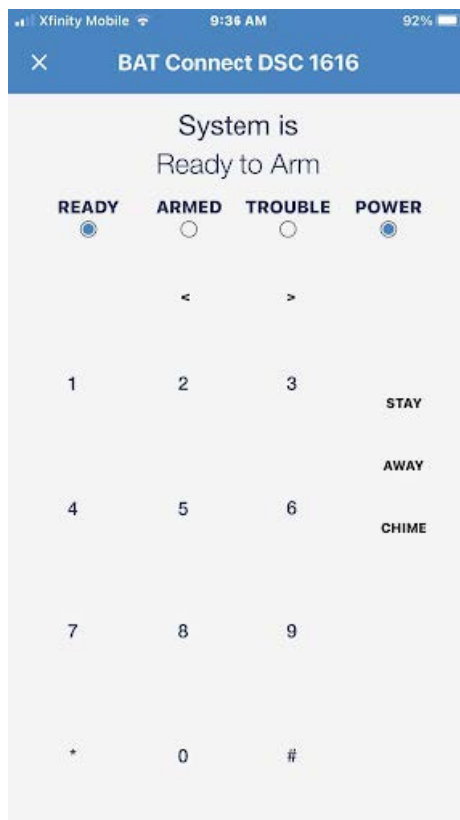 Xfinity Mobile 9:36 AM 92%
× BAT Connect DSC 1616
System is
Ready to Arm
READY ARMED TROUBLE POWER
< >
1 2 3
STAY
AWAY
4 5 6
CHIME
7 8 9
* 0 #